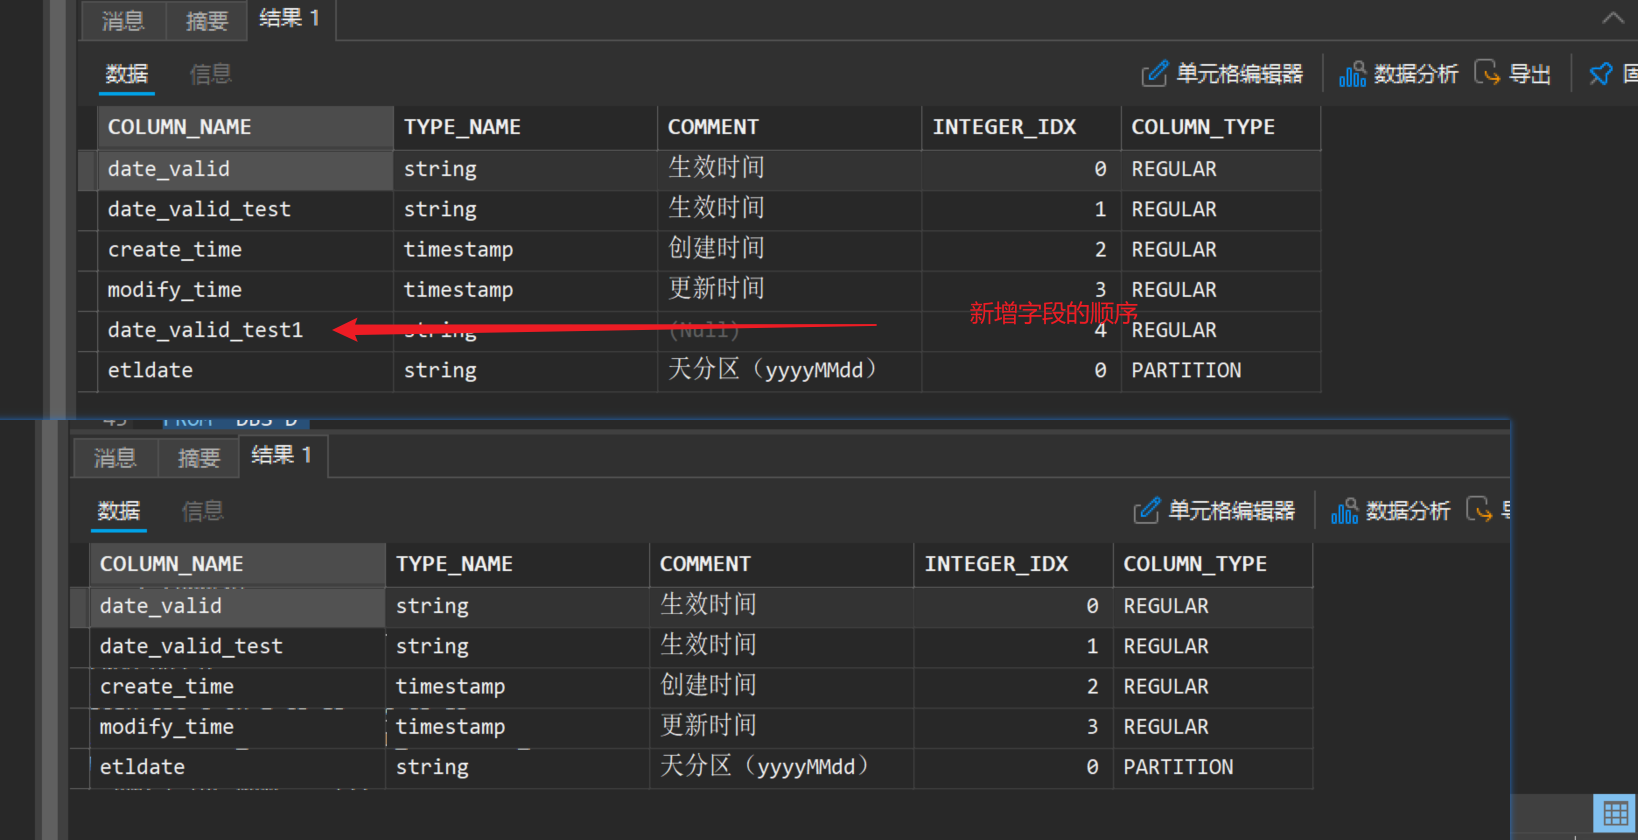 消息 摘要 结果 1
数据 信息 单元格编辑器 数据分析 导出
COLUMN_NAME TYPE_NAME COMMENT INTEGER_IDX COLUMN_TYPE
date_valid string 生效时间 0 REGULAR
date_valid_test string 生效时间 1 REGULAR
create_time timestamp 创建时间 2 REGULAR
modify_time timestamp 更新时间 3 REGULAR
新增字段的顺序
date_valid_test1 string (Null) 4 REGULAR
etldate string 天分区（yyyyMMdd） 0 PARTITION
消息 摘要 结果 1
数据 信息 单元格编辑器 数据分析
COLUMN_NAME TYPE_NAME COMMENT INTEGER_IDX COLUMN_TYPE
date_valid string 生效时间 0 REGULAR
date_valid_test string 生效时间 1 REGULAR
create_time timestamp 创建时间 2 REGULAR
modify_time timestamp 更新时间 3 REGULAR
etldate string 天分区（yyyyMMdd） 0 PARTITION